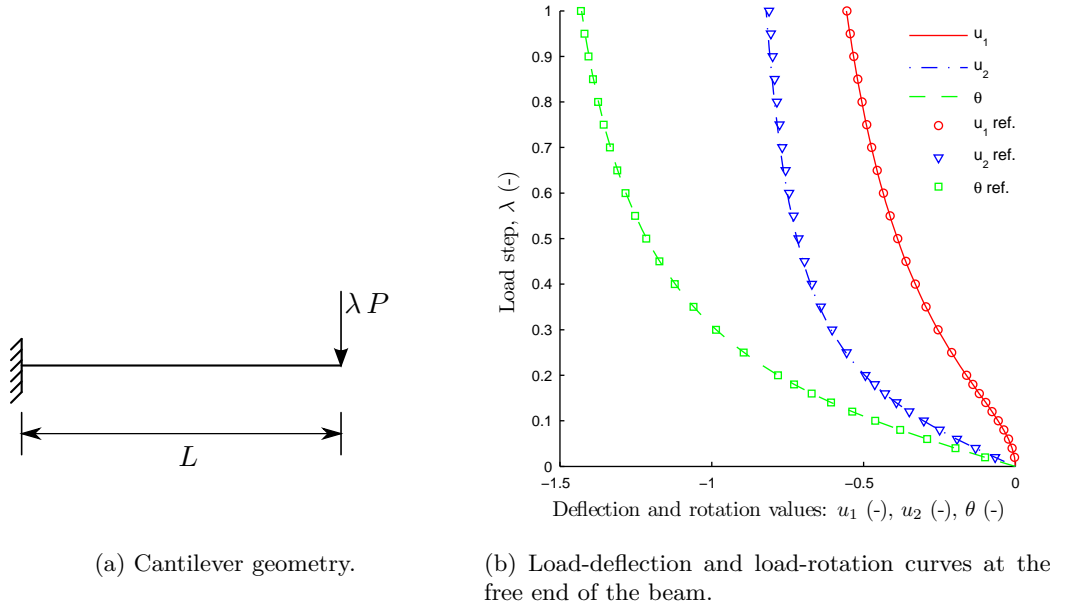 λ P
L
(a) Cantilever geometry.
Load step, λ (-)
1
0.9
0.8
0.7
0.6
0.5
0.4
0.3
0.2
0.1
0
−1.5
−1
−0.5
0
u1
u2
θ
u1 ref.
u2 ref.
θ ref.
Deflection and rotation values: u1 (-), u2 (-), θ (-)
(b) Load-deflection and load-rotation curves at the
free end of the beam.